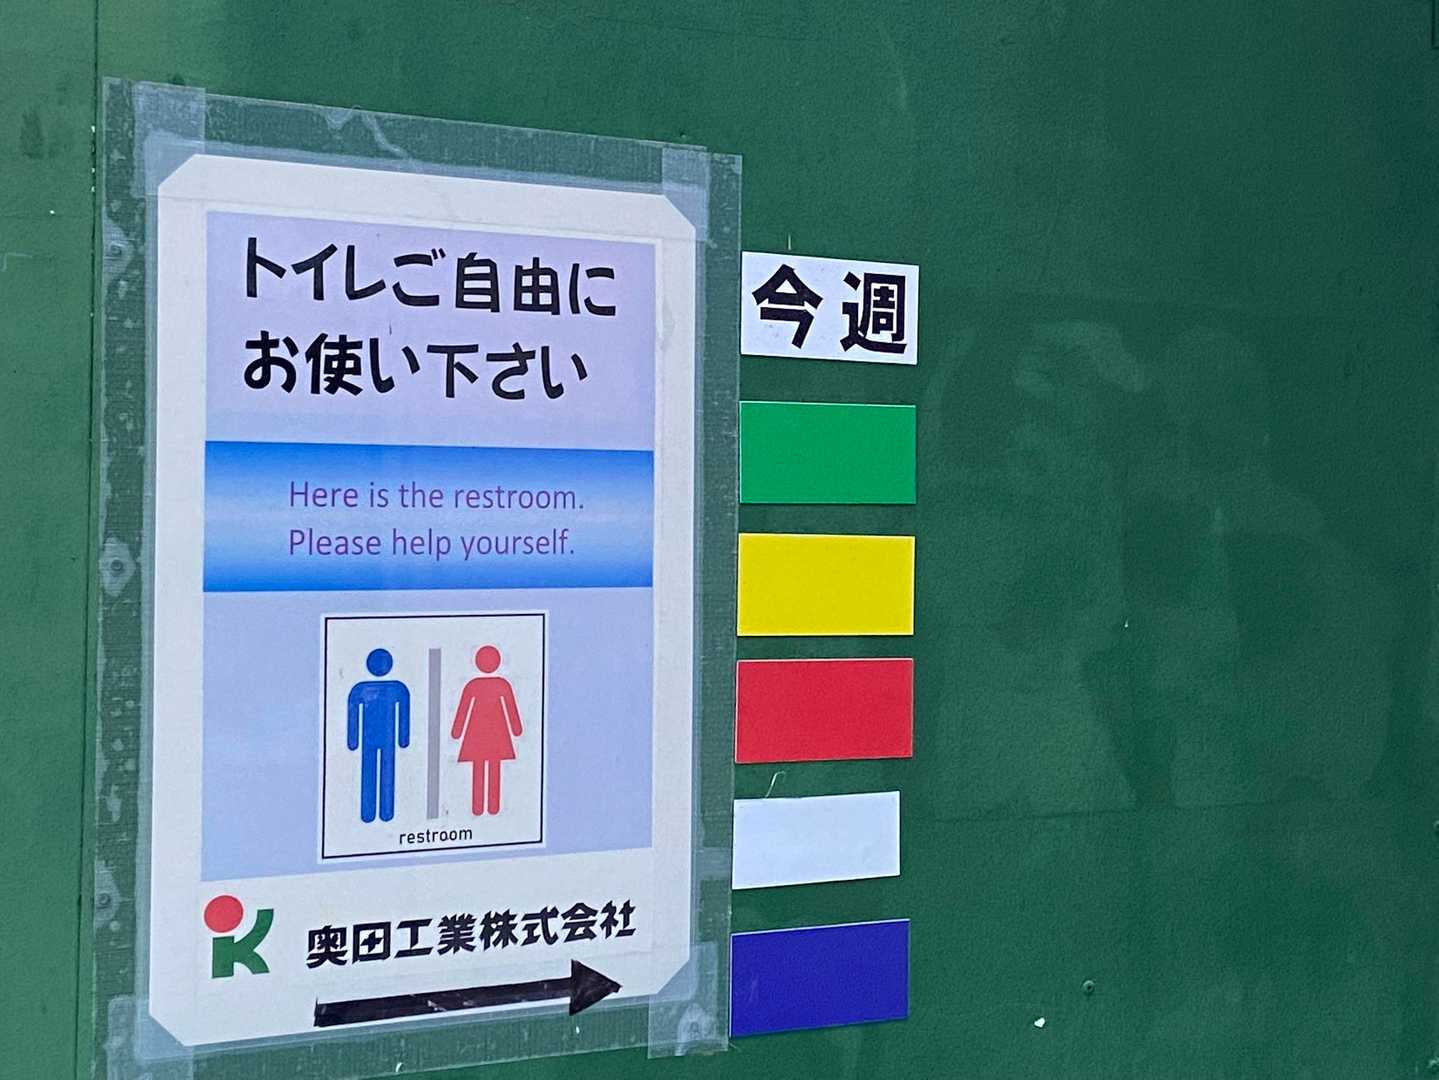 トイレご自由に
お使い下さい
Here is the restroom.
Please help yourself.
restroom
K
奥田工業株式会社
今週